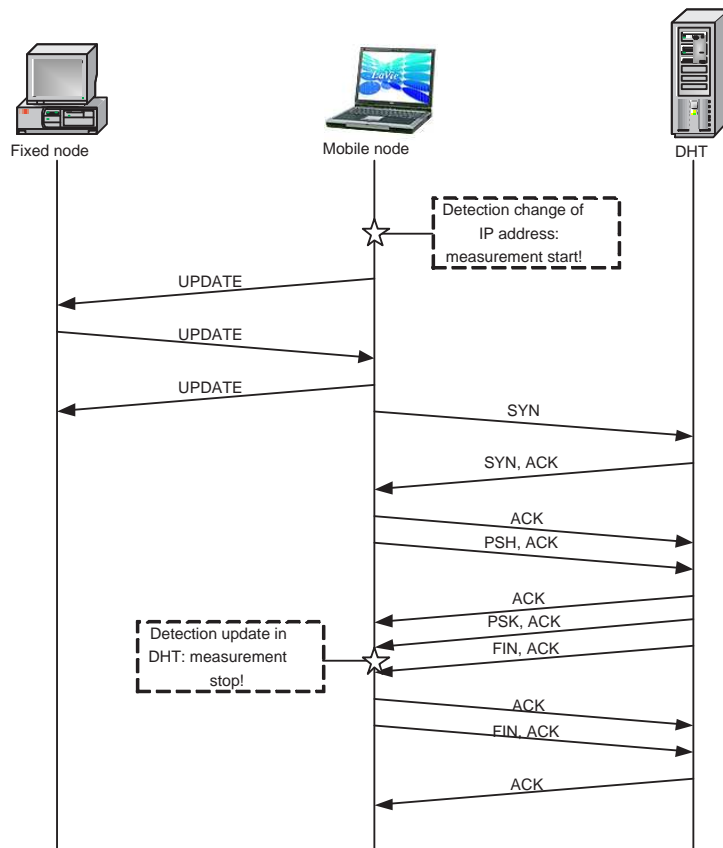 LaVie
Fixed node
Mobile node
DHT
Detection change of
IP address:
measurement start!
UPDATE
UPDATE
UPDATE
SYN
SYN, ACK
ACK
PSH, ACK
ACK
PSK, ACK
Detection update in
DHT: measurement
stop!
FIN, ACK
ACK
FIN, ACK
ACK